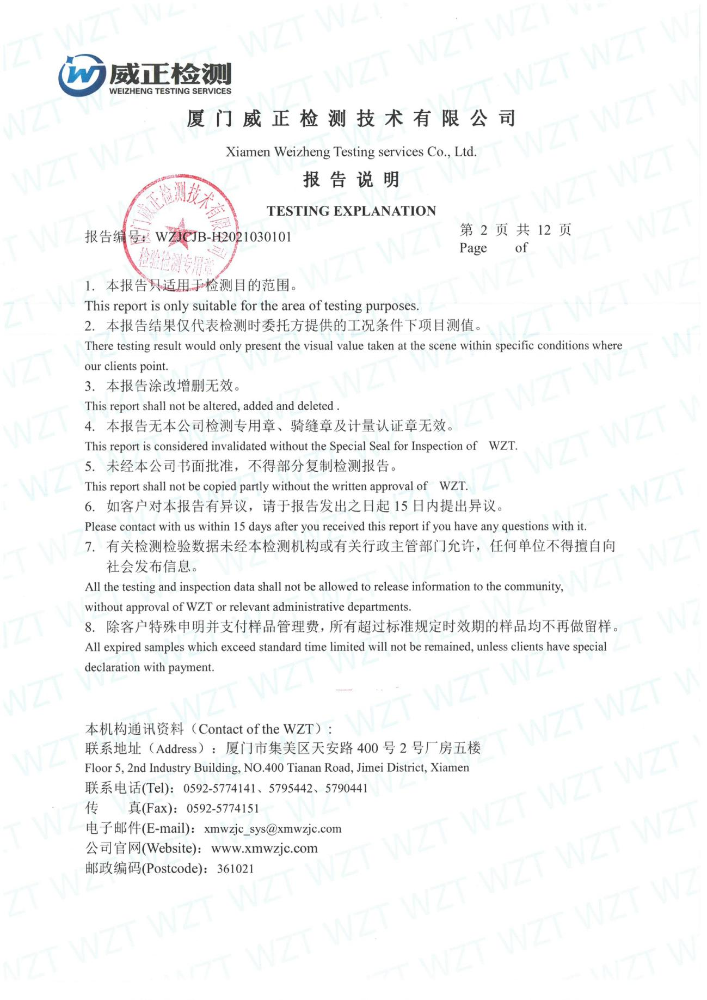 威正检测
WEIZHENG TESTING SERVICES
厦门威正检测技术有限公司
Xiamen Weizheng Testing services Co., Ltd.
报告说明
TESTING EXPLANATION
厦门威正检测技术有限公司
检验检测专用章
报告编号：WZJCJB-H2021030101
第 2 页 共 12 页
Page of
1. 本报告只适用于检测目的范围。
This report is only suitable for the area of testing purposes.
2. 本报告结果仅代表检测时委托方提供的工况条件下项目测值。
There testing result would only present the visual value taken at the scene within specific conditions where
our clients point.
3. 本报告涂改增删无效。
This report shall not be altered, added and deleted .
4. 本报告无本公司检测专用章、骑缝章及计量认证章无效。
This report is considered invalidated without the Special Seal for Inspection of WZT.
5. 未经本公司书面批准，不得部分复制检测报告。
This report shall not be copied partly without the written approval of WZT.
6. 如客户对本报告有异议，请于报告发出之日起 15 日内提出异议。
Please contact with us within 15 days after you received this report if you have any questions with it.
7. 有关检测检验数据未经本检测机构或有关行政主管部门允许，任何单位不得擅自向
社会发布信息。
All the testing and inspection data shall not be allowed to release information to the community,
without approval of WZT or relevant administrative departments.
8. 除客户特殊申明并支付样品管理费，所有超过标准规定时效期的样品均不再做留样。
All expired samples which exceed standard time limited will not be remained, unless clients have special
declaration with payment.
本机构通讯资料（Contact of the WZT）:
联系地址（Address）：厦门市集美区天安路 400 号 2 号厂房五楼
Floor 5, 2nd Industry Building, NO.400 Tianan Road, Jimei District, Xiamen
联系电话(Tel)：0592-5774141、5795442、5790441
传 真(Fax)：0592-5774151
电子邮件(E-mail)：xmwzjc_sys@xmwzjc.com
公司官网(Website)：www.xmwzjc.com
邮政编码(Postcode)：361021